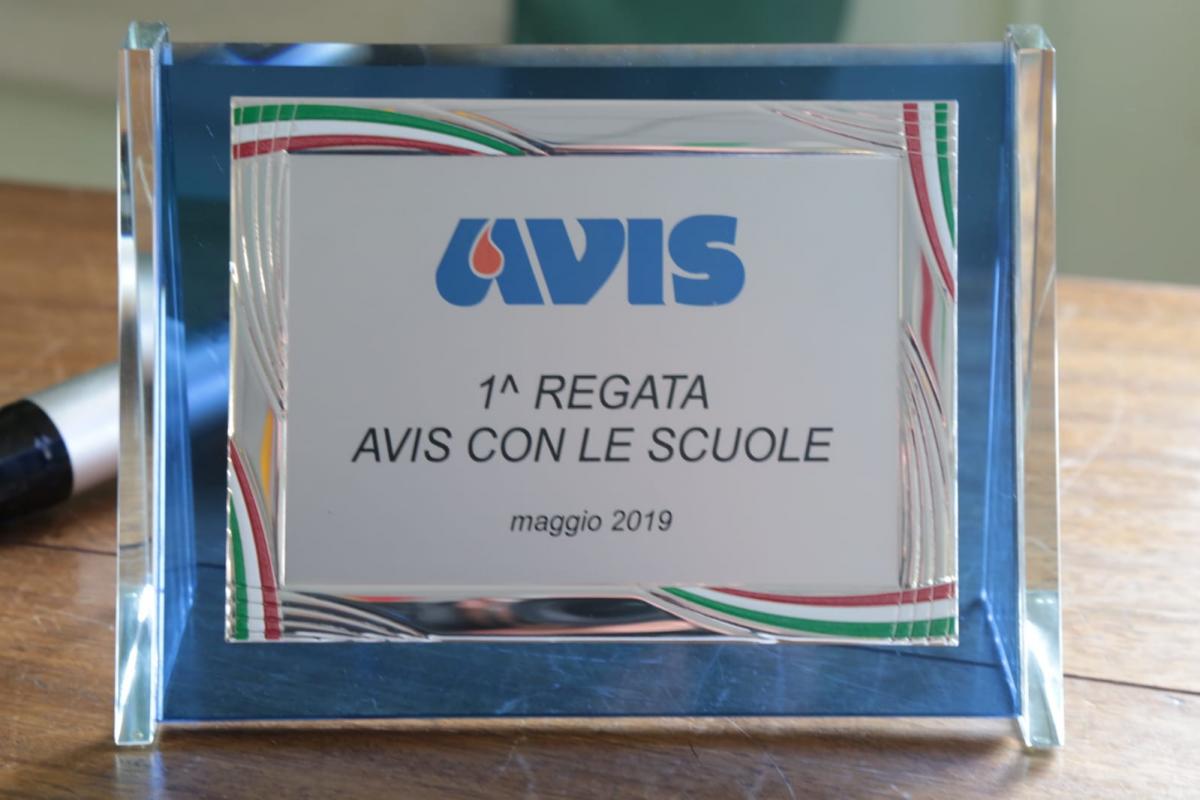 AVIS
1^ REGATA
AVIS CON LE SCUOLE
maggio 2019